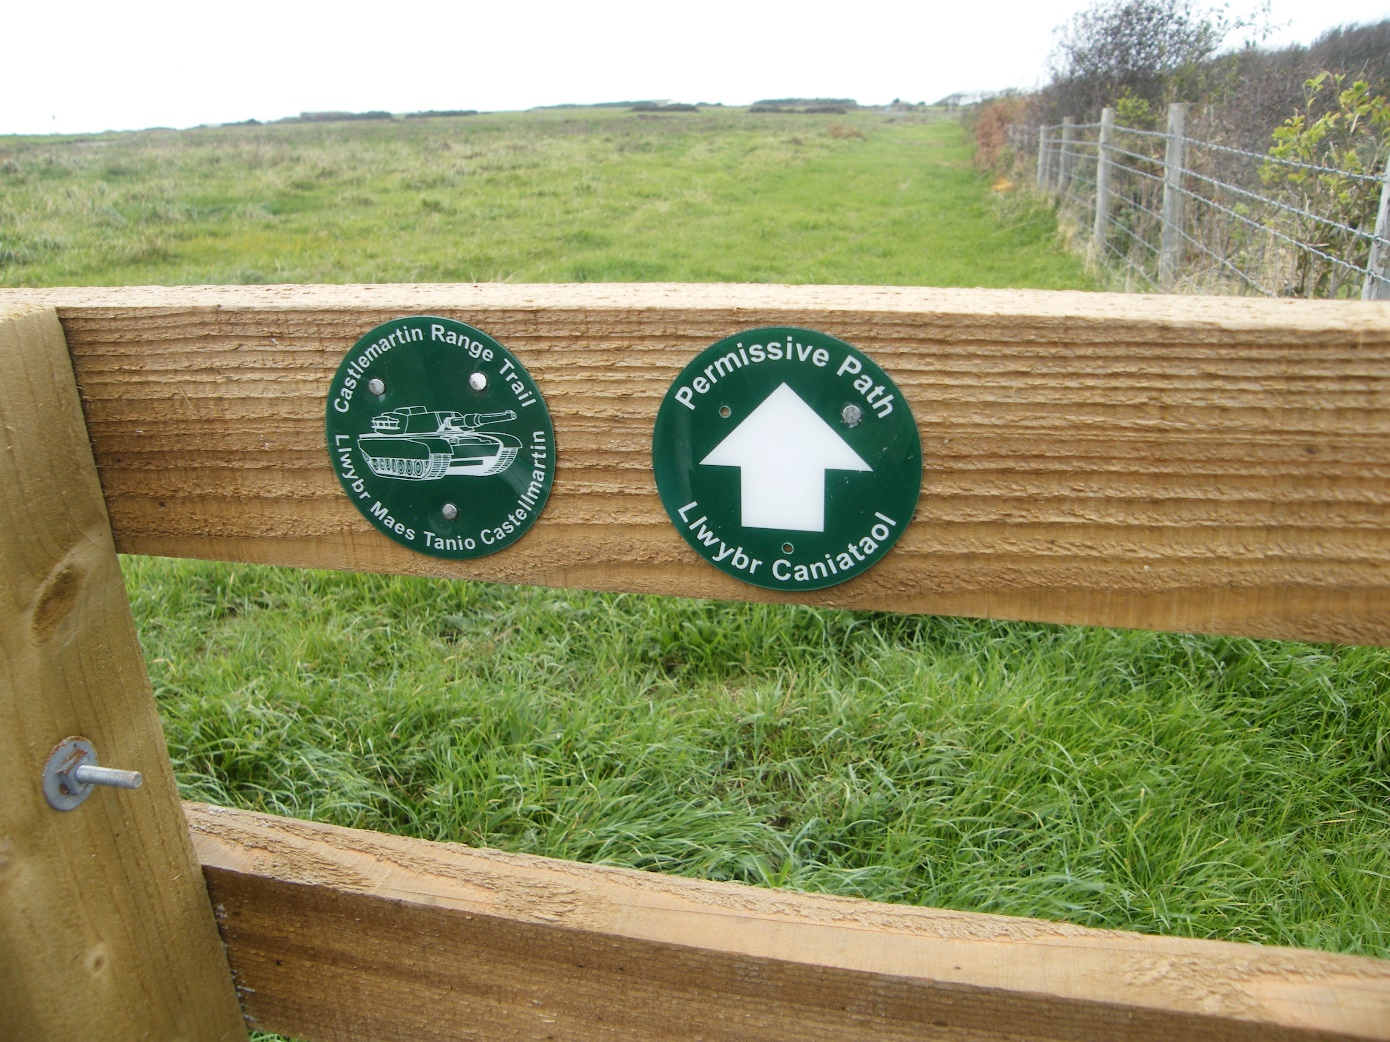 Castlemartin Range Trail
Llwybr Maes Tanio Castellmartin
Permissive Path
Llwybr Caniataol